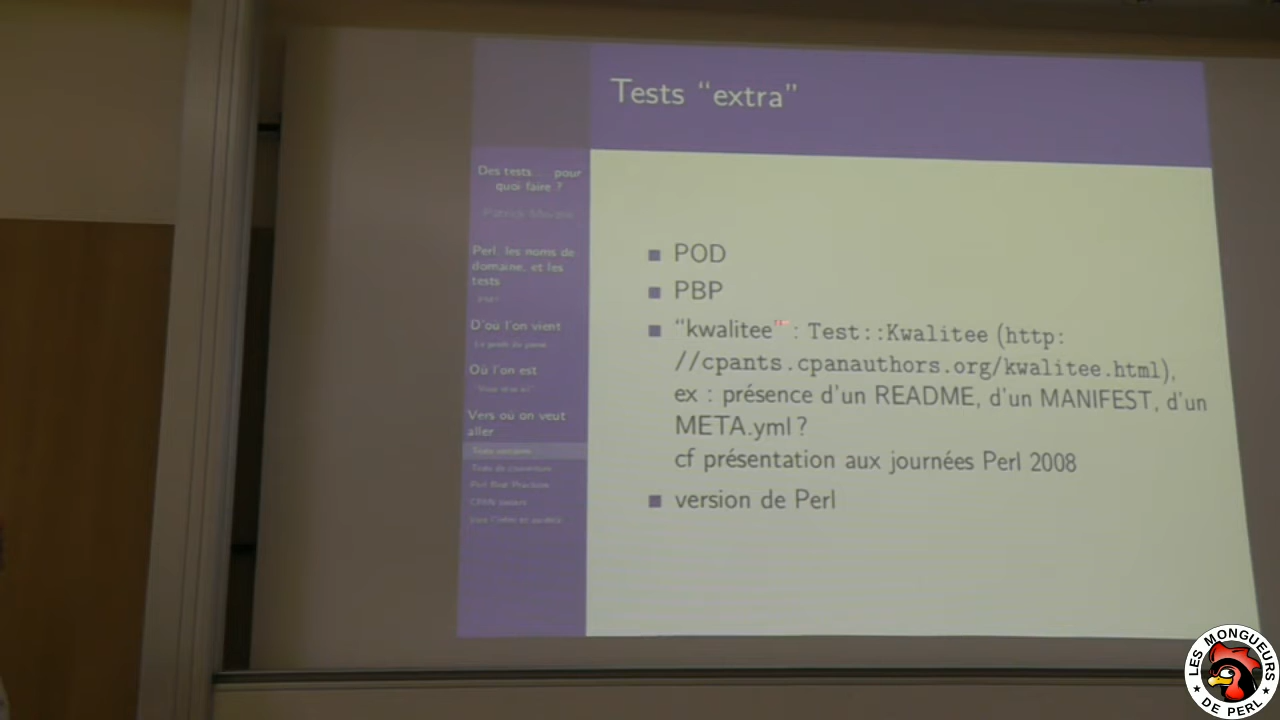 Tests “extra”
Des tests... pour
quoi faire ?
Perl, les noms de
domaine, et les
tests
D'où l'on vient
Où l'on est
Vers où on veut
aller
■ POD
■ PBP
■ “kwalitee” : Test::Kwalitee (http:
//cpants.cpanauthors.org/kwalitee.html),
ex : présence d'un README, d'un MANIFEST, d'un
META.yml ?
cf présentation aux journées Perl 2008
■ version de Perl
LES MONGUEURS
★ DE PERL ★